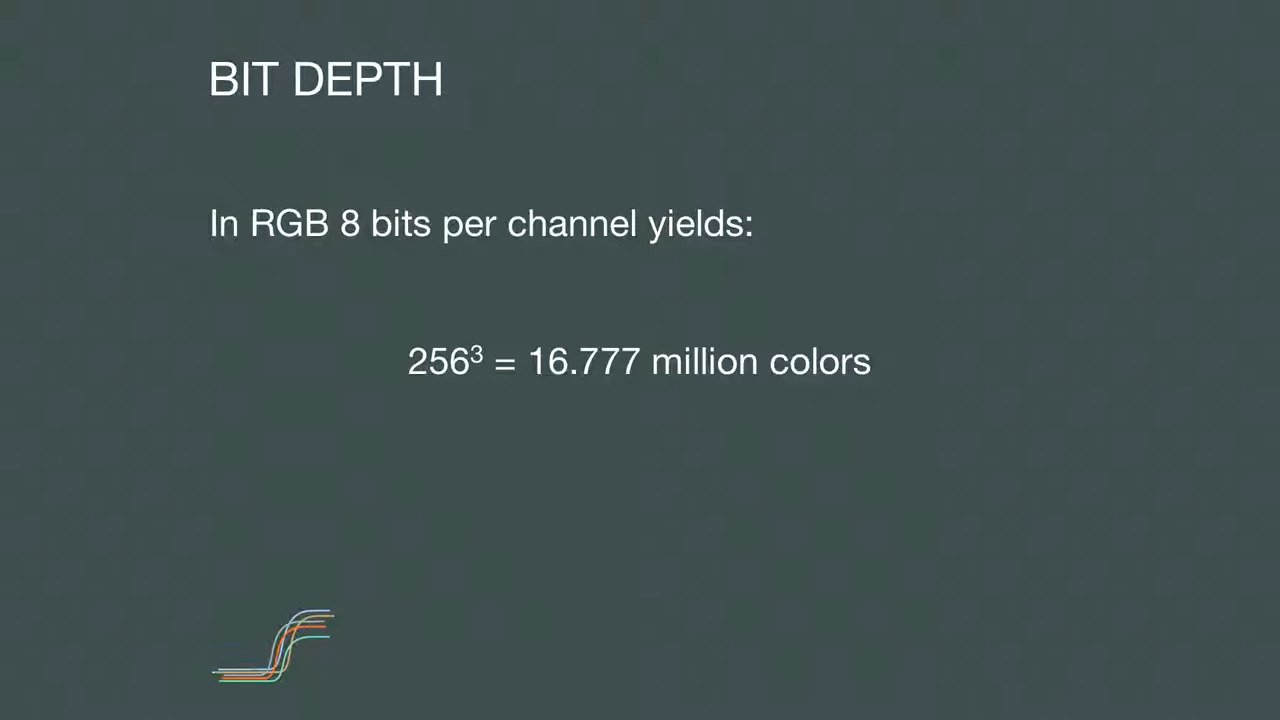 BIT DEPTH
In RGB 8 bits per channel yields:
256³ = 16.777 million colors